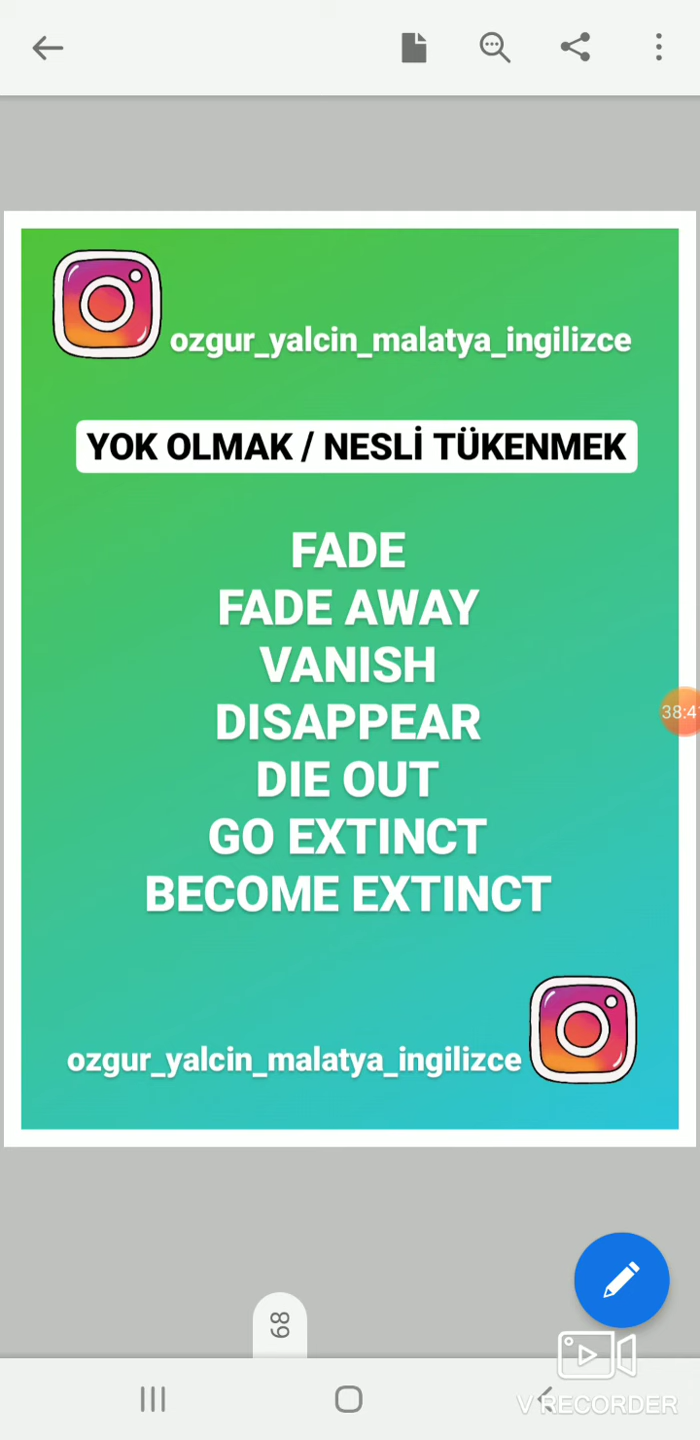 ozgur_yalcin_malatya_ingilizce
YOK OLMAK / NESLİ TÜKENMEK
FADE
FADE AWAY
VANISH
DISAPPEAR
DIE OUT
GO EXTINCT
BECOME EXTINCT
ozgur_yalcin_malatya_ingilizce
68
V RECORDER